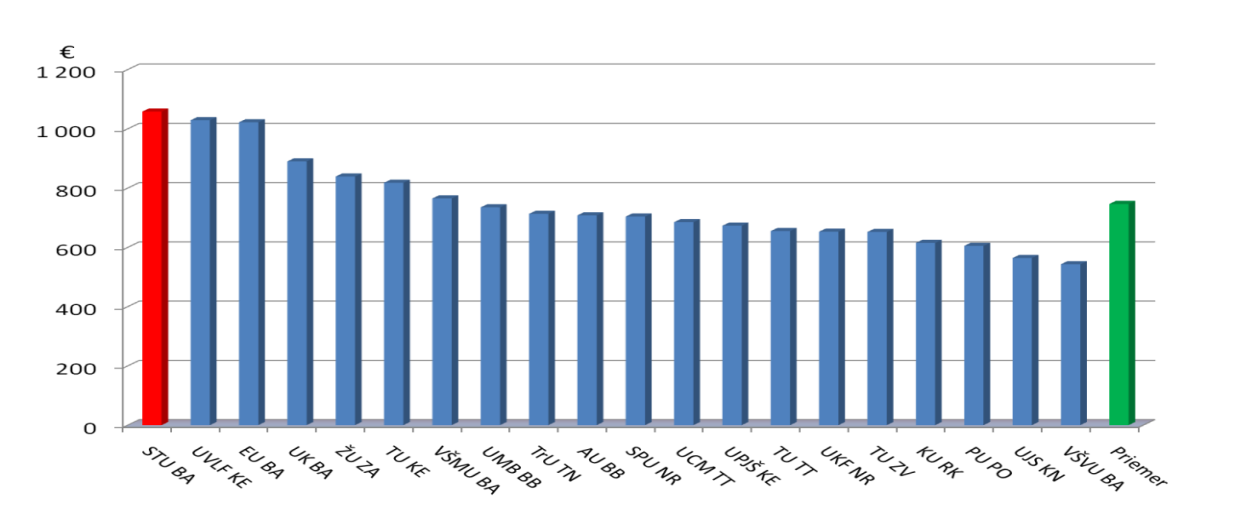 €
1 200
1 000
800
600
400
200
0
STU BA
UVLF KE
EU BA
UK BA
ŽU ZA
TU KE
VŠMU BA
UMB BB
TrU TN
AU BB
SPU NR
UCM TT
UPJŠ KE
TU TT
UKF NR
TU ZV
KU RK
PU PO
UJS KN
VŠVU BA
Priemer